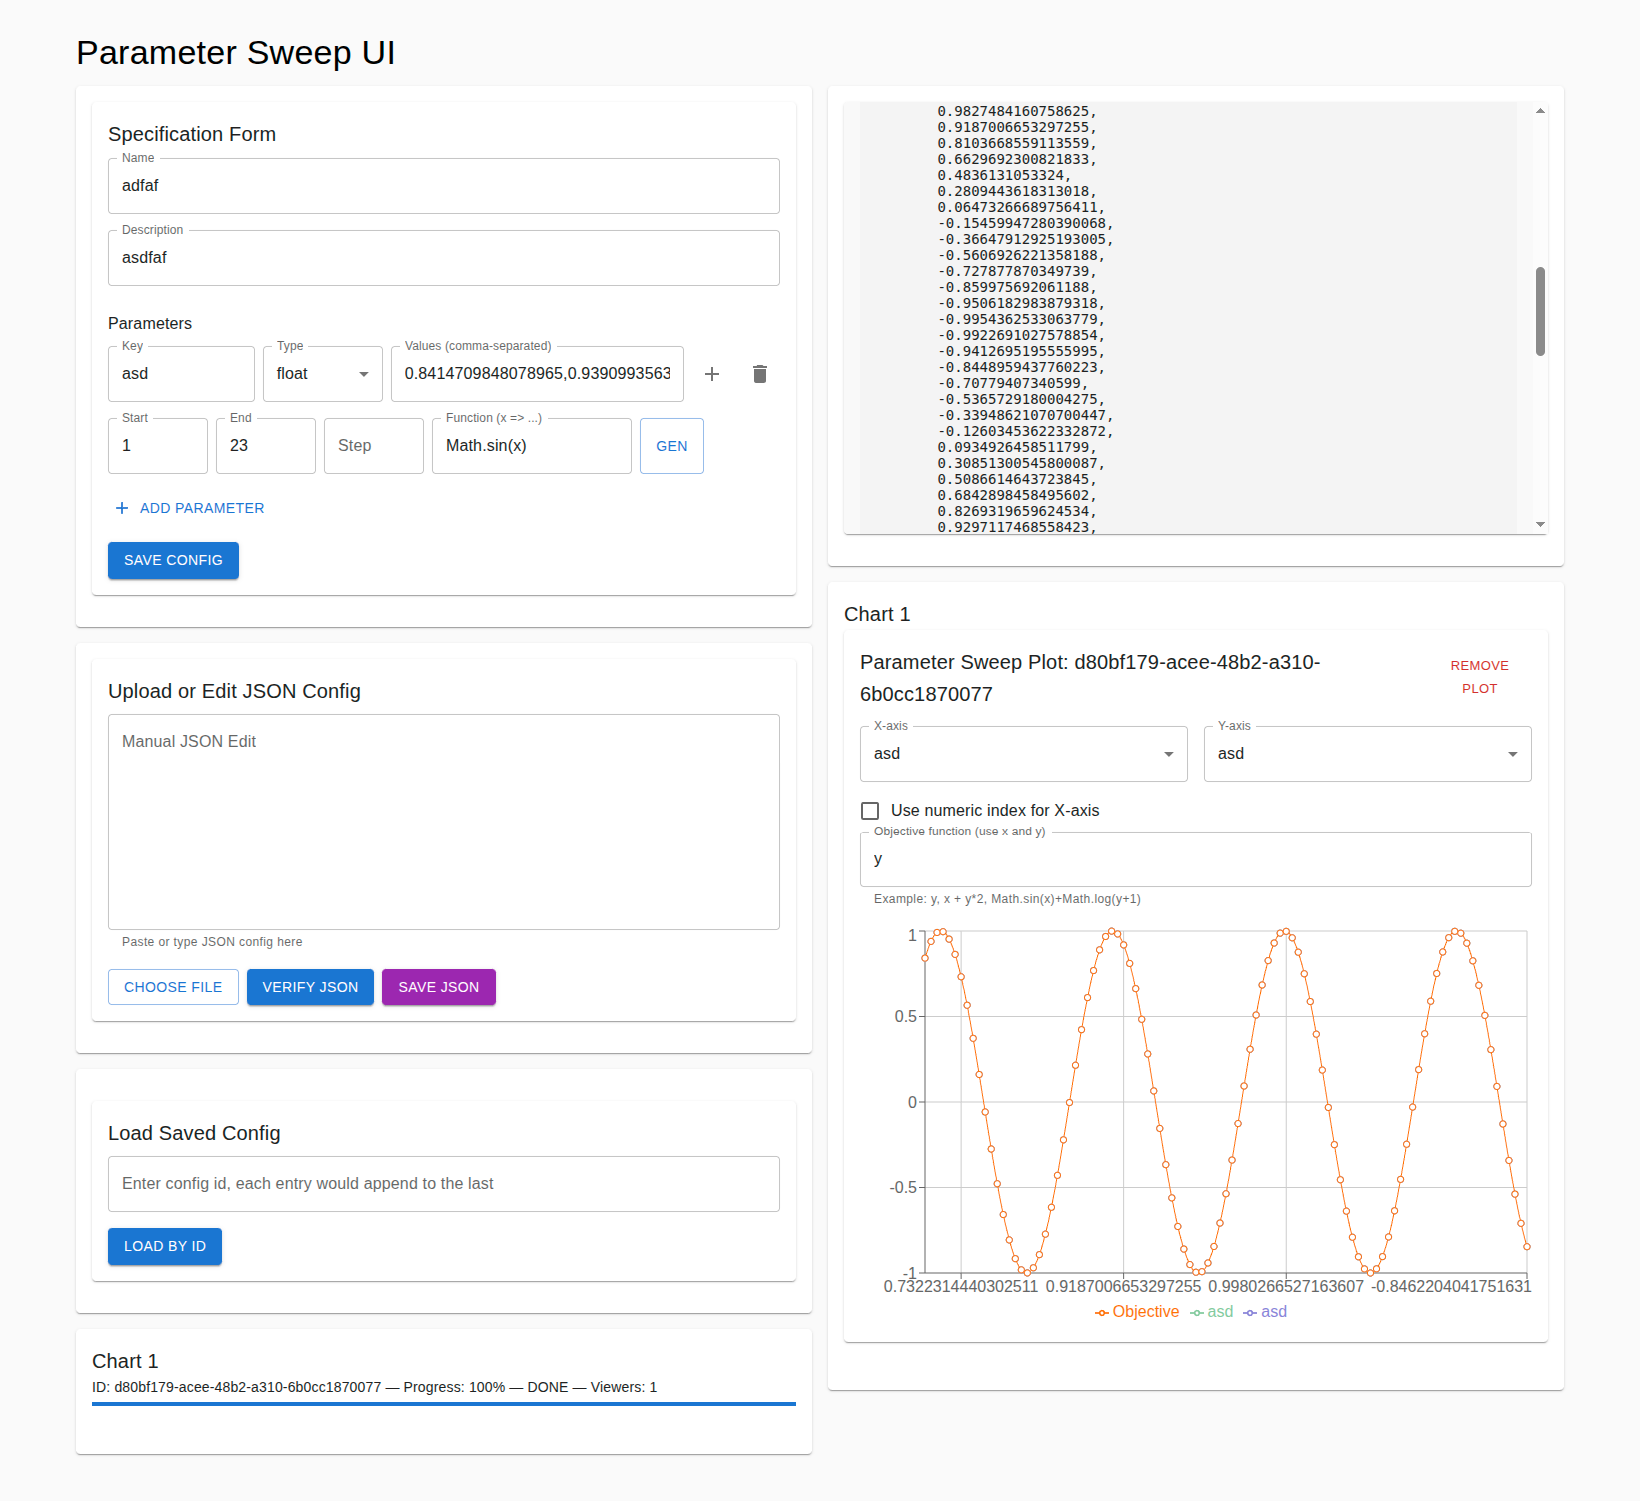 Parameter Sweep UI
Specification Form
Name
adfaf
Description
asdfaf
Parameters
Key
asd
Type
float
Values (comma-separated)
0.8414709848078965,0.9390993563
Start
1
End
23
Step
Function (x => ...)
Math.sin(x)
GEN
ADD PARAMETER
SAVE CONFIG
Upload or Edit JSON Config
Manual JSON Edit
Paste or type JSON config here
CHOOSE FILE
VERIFY JSON
SAVE JSON
Load Saved Config
Enter config id, each entry would append to the last
LOAD BY ID
Chart 1
ID: d80bf179-acee-48b2-a310-6b0cc1870077 — Progress: 100% — DONE — Viewers: 1
0.9827484160758625,
0.9187006653297255,
0.8103668559113559,
0.6629692300821833,
0.4836131053324,
0.2809443618313018,
0.06473266689756411,
-0.15459947280390068,
-0.36647912925193005,
-0.5606926221358188,
-0.727877870349739,
-0.859975692061188,
-0.9506182983879318,
-0.9954362533063779,
-0.9922691027578854,
-0.9412695195555995,
-0.8448959437760223,
-0.70779407340599,
-0.5365729180004275,
-0.33948621070700447,
-0.12603453622332872,
0.0934926458511799,
0.30851300545800087,
0.5086614643723845,
0.6842898458495602,
0.8269319659624534,
0.9297117468558423,
Chart 1
Parameter Sweep Plot: d80bf179-acee-48b2-a310-
6b0cc1870077
REMOVE
PLOT
X-axis
asd
Y-axis
asd
Use numeric index for X-axis
Objective function (use x and y)
y
Example: y, x + y*2, Math.sin(x)+Math.log(y+1)
1
0.5
0
-0.5
-1
0.7322314440302511 0.9187006653297255 0.9980266527163607 -0.8462204041751631
Objective asd asd